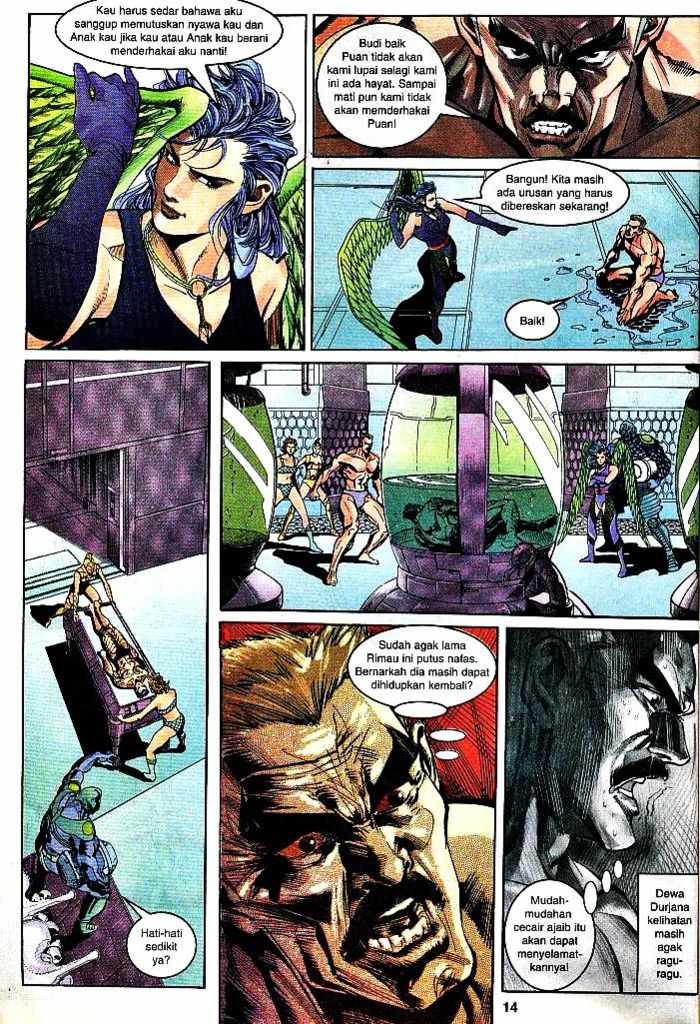 Kau harus sedar bahawa aku
sanggup memutuskan nyawa kau dan
Anak kau jika kau atau Anak kau berani
menderhakai aku nanti!
Budi baik
Puan tidak akan
kami lupai selagi kami
ini ada hayat. Sampai
mati pun kami tidak
akan memderhakai
Puan!
Bangun! Kita masih
ada urusan yang harus
dibereskan sekarang!
Baik!
Hati-hati
sedikit
ya?
Sudah agak lama
Rimau ini putus nafas.
Bernarkah dia masih dapat
dihidupkan kembali?
Mudah-
mudahan
cecair ajaib itu
akan dapat
menyelamat-
kannya!
Dewa
Durjana
kelihatan
masih
agak
ragu-
ragu.
14